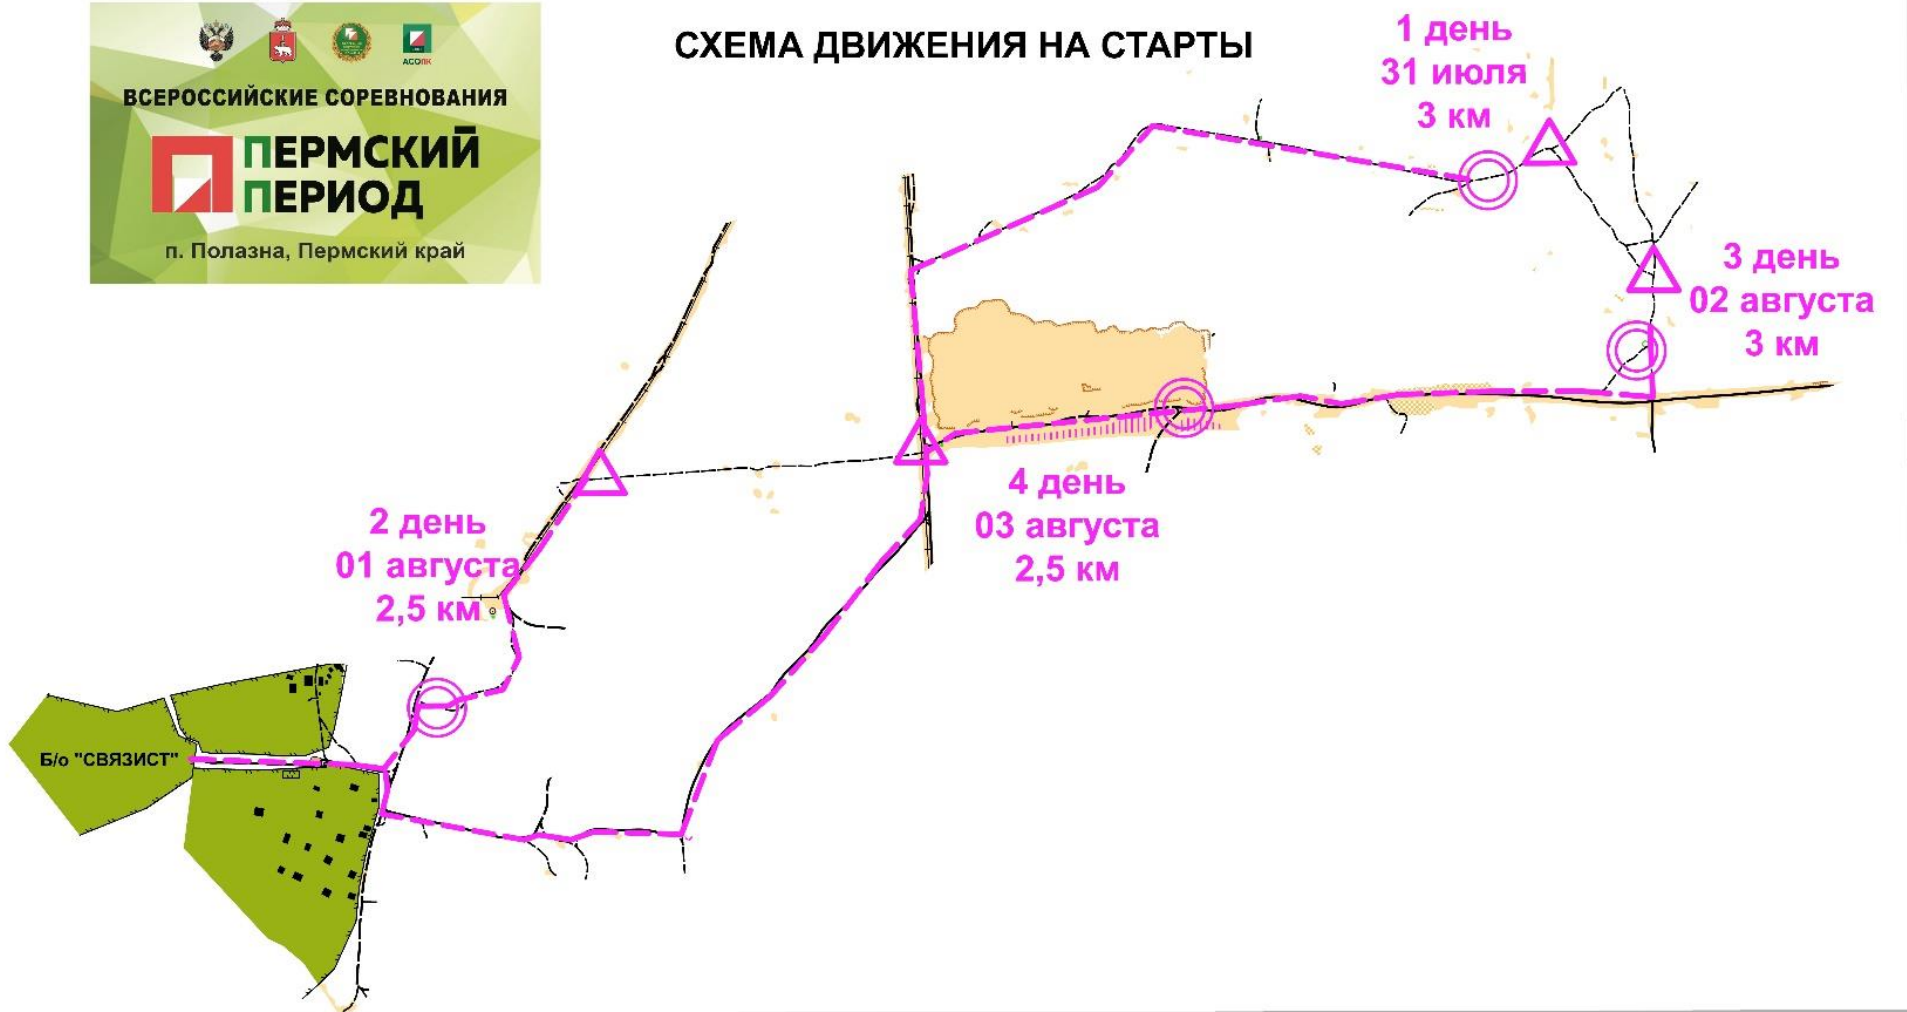 АСОПК
ВСЕРОССИЙСКИЕ СОРЕВНОВАНИЯ
ПЕРМСКИЙ
ПЕРИОД
п. Полазна, Пермский край
СХЕМА ДВИЖЕНИЯ НА СТАРТЫ
1 день
31 июля
3 км
3 день
02 августа
3 км
4 день
03 августа
2,5 км
2 день
01 августа
2,5 км
Б/о "СВЯЗИСТ"